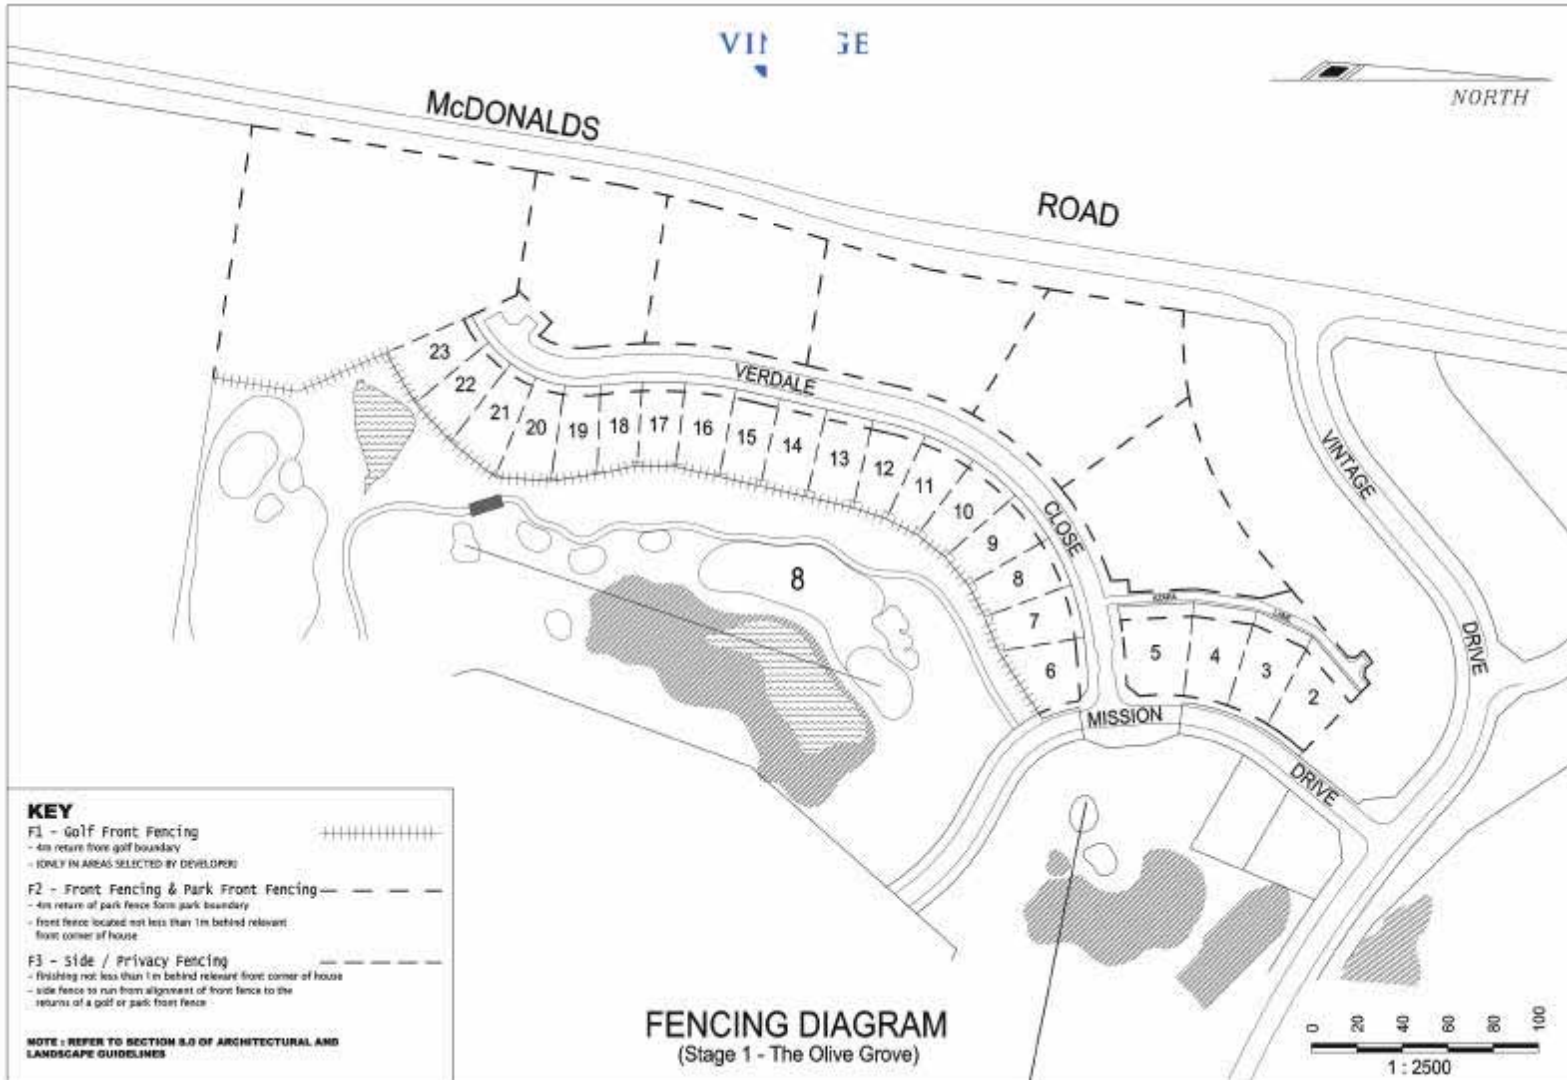 VIN GE
NORTH
McDONALDS
ROAD
VERDALE
CLOSE
VINTAGE
DRIVE
23
22
21
20
19
18
17
16
15
14
13
12
11
10
9
8
7
6
8
5
4
3
2
LANE
MISSION
DRIVE
KEY
F1 - Golf Front Fencing
- 4m return from golf boundary
- (ONLY IN AREAS SELECTED BY DEVELOPER)
F2 - Front Fencing & Park Front Fencing
- 4m return of park fence form park boundary
- front fence located not less than 1m behind relevant
front corner of house
F3 - Side / Privacy Fencing
- finishing not less than 1m behind relevant front corner of house
- side fence to run from alignment of front fence to the
returns of a golf or park front fence
NOTE : REFER TO SECTION 8.0 OF ARCHITECTURAL AND
LANDSCAPE GUIDELINES
FENCING DIAGRAM
(Stage 1 - The Olive Grove)
0 20 40 60 80 100
1 : 2500